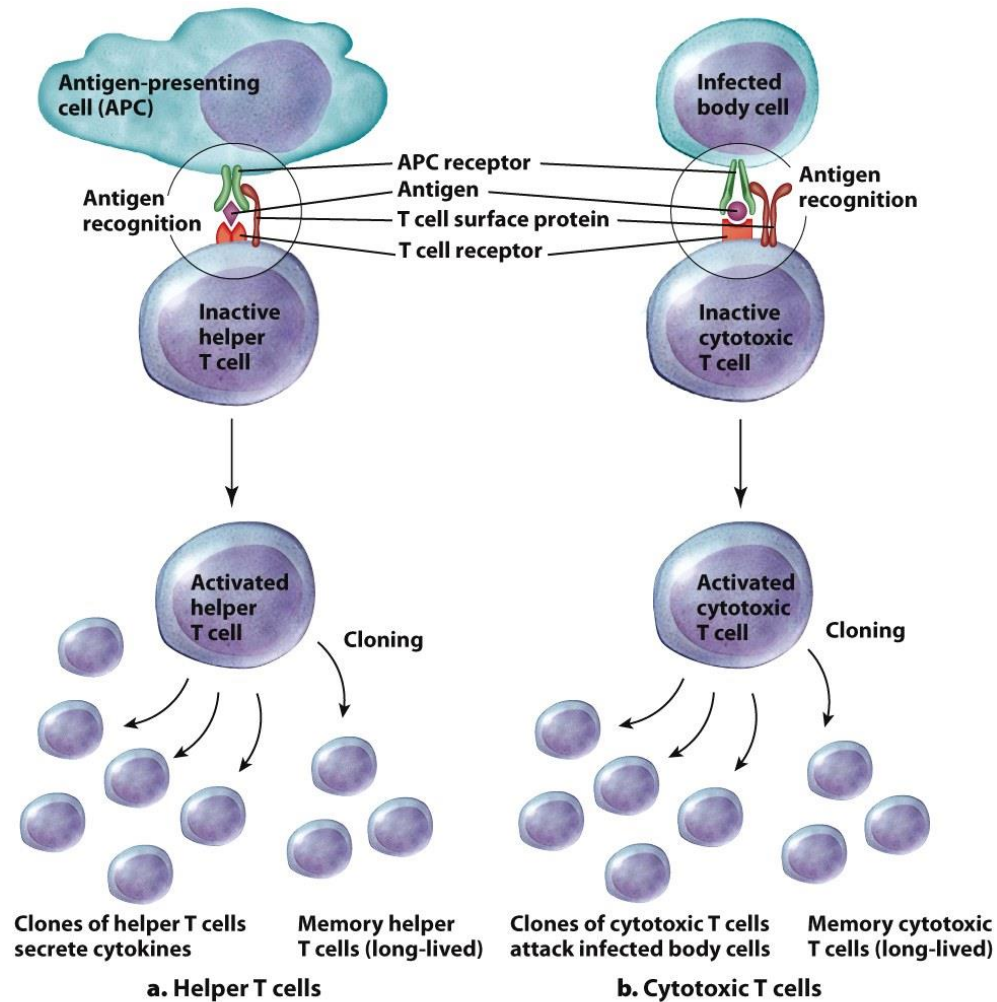 Antigen-presenting
cell (APC)
Infected
body cell
APC receptor
Antigen
T cell surface protein
T cell receptor
Antigen
recognition
Antigen
recognition
Inactive
helper
T cell
Inactive
cytotoxic
T cell
Activated
helper
T cell
Cloning
Activated
cytotoxic
T cell
Cloning
Clones of helper T cells
secrete cytokines
Memory helper
T cells (long-lived)
Clones of cytotoxic T cells
attack infected body cells
Memory cytotoxic
T cells (long-lived)
a. Helper T cells
b. Cytotoxic T cells